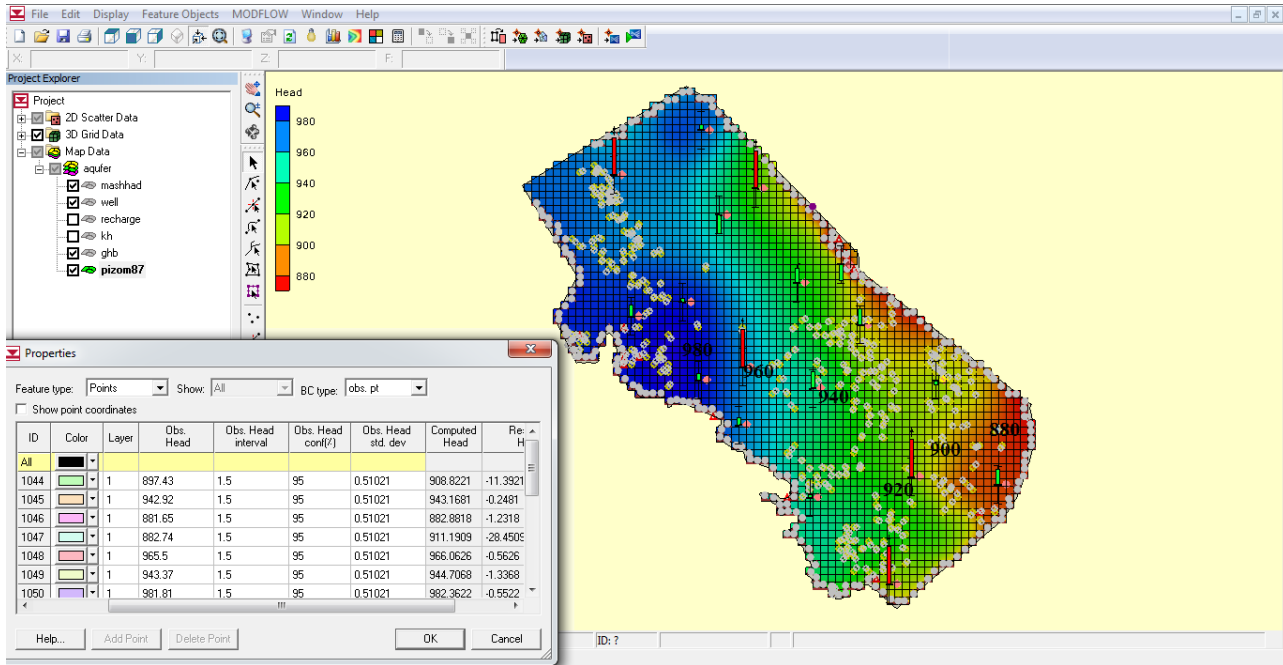 File Edit Display Feature Objects MODFLOW Window Help
X: Y: Z: F:
Project Explorer
Project
2D Scatter Data
3D Grid Data
Map Data
aqufer
mashhad
well
recharge
kh
ghb
pizom87
Head
980
960
940
920
900
880
980
960
940
880
900
920
Properties
Feature type: Points Show: All BC type: obs. pt
Show point coordinates
ID Color Layer Obs. Head Obs. Head interval Obs. Head conf(%) Obs. Head std. dev Computed Head Re: H
All
1044 1 897.43 1.5 95 0.51021 908.8221 -11.3921
1045 1 942.92 1.5 95 0.51021 943.1681 -0.2481
1046 1 881.65 1.5 95 0.51021 882.8818 -1.2318
1047 1 882.74 1.5 95 0.51021 911.1909 -28.4509
1048 1 965.5 1.5 95 0.51021 966.0626 -0.5626
1049 1 943.37 1.5 95 0.51021 944.7068 -1.3368
1050 1 981.81 1.5 95 0.51021 982.3622 -0.5522
Help... Add Point Delete Point OK Cancel
ID: ?